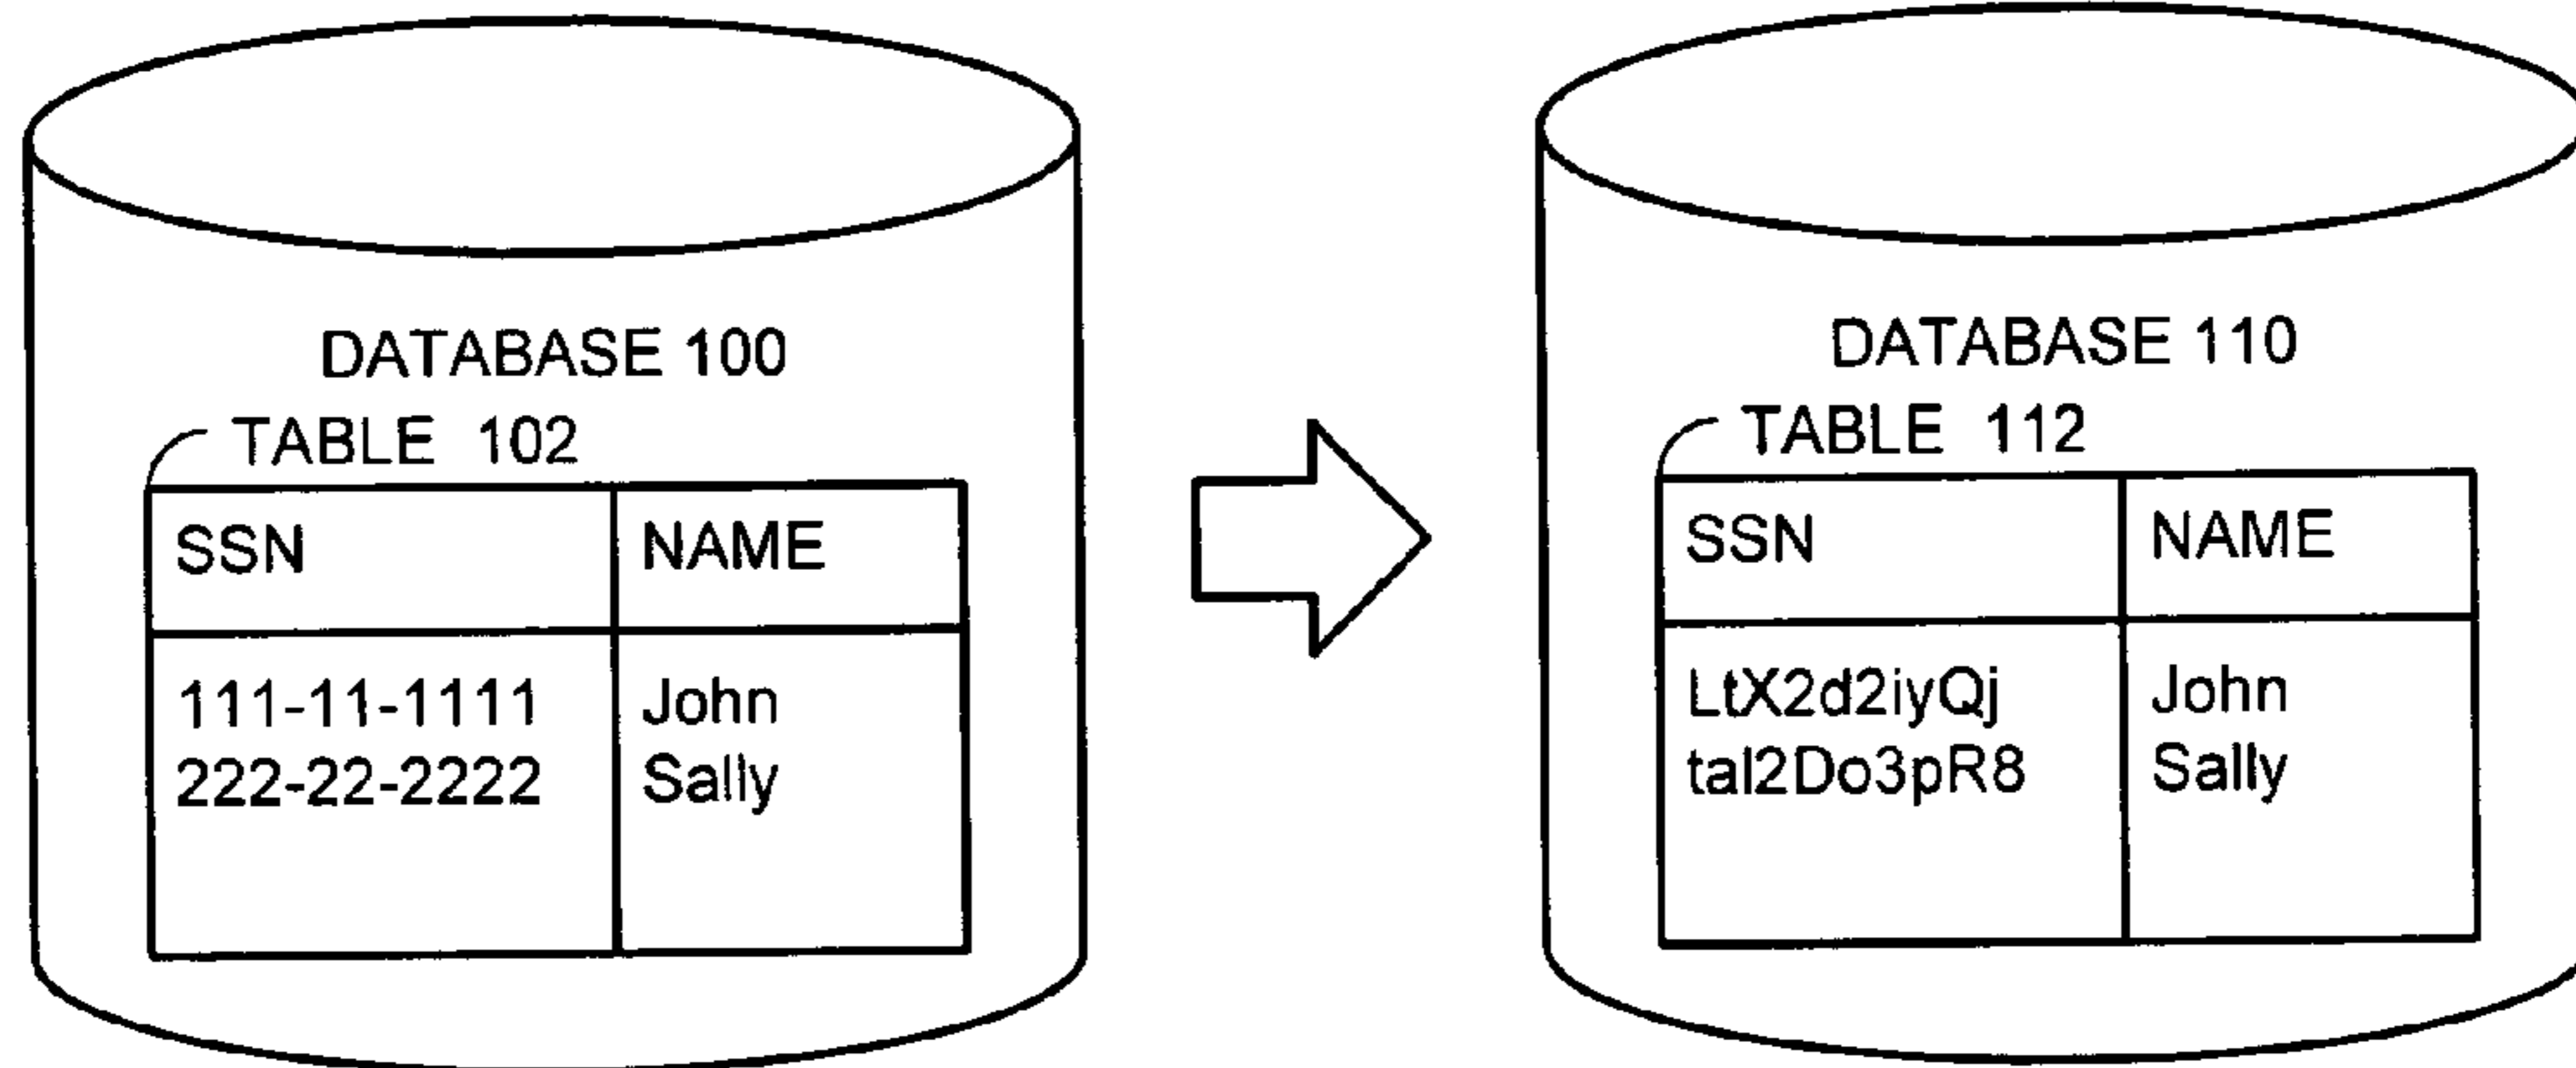 DATABASE 100
TABLE 102
SSN NAME
111-11-1111 John
222-22-2222 Sally
DATABASE 110
TABLE 112
SSN NAME
LtX2d2iyQj John
tal2Do3pR8 Sally